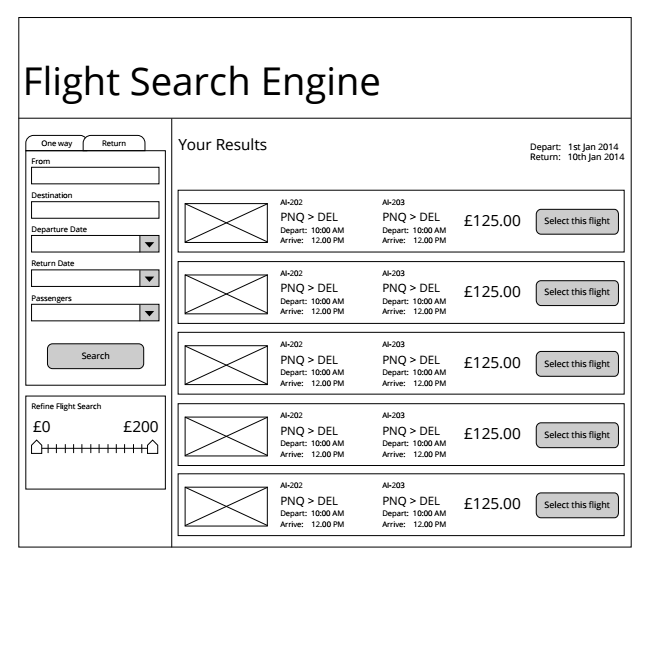 Flight Search Engine
One way Return
From
Destination
Departure Date
Return Date
Passengers
Search
Refine Flight Search
£0 £200
Your Results
Depart: 1st Jan 2014
Return: 10th Jan 2014
AI-202 AI-203
PNQ > DEL PNQ > DEL £125.00 Select this flight
Depart: 10:00 AM Depart: 10:00 AM
Arrive: 12.00 PM Arrive: 12.00 PM
AI-202 AI-203
PNQ > DEL PNQ > DEL £125.00 Select this flight
Depart: 10:00 AM Depart: 10:00 AM
Arrive: 12.00 PM Arrive: 12.00 PM
AI-202 AI-203
PNQ > DEL PNQ > DEL £125.00 Select this flight
Depart: 10:00 AM Depart: 10:00 AM
Arrive: 12.00 PM Arrive: 12.00 PM
AI-202 AI-203
PNQ > DEL PNQ > DEL £125.00 Select this flight
Depart: 10:00 AM Depart: 10:00 AM
Arrive: 12.00 PM Arrive: 12.00 PM
AI-202 AI-203
PNQ > DEL PNQ > DEL £125.00 Select this flight
Depart: 10:00 AM Depart: 10:00 AM
Arrive: 12.00 PM Arrive: 12.00 PM